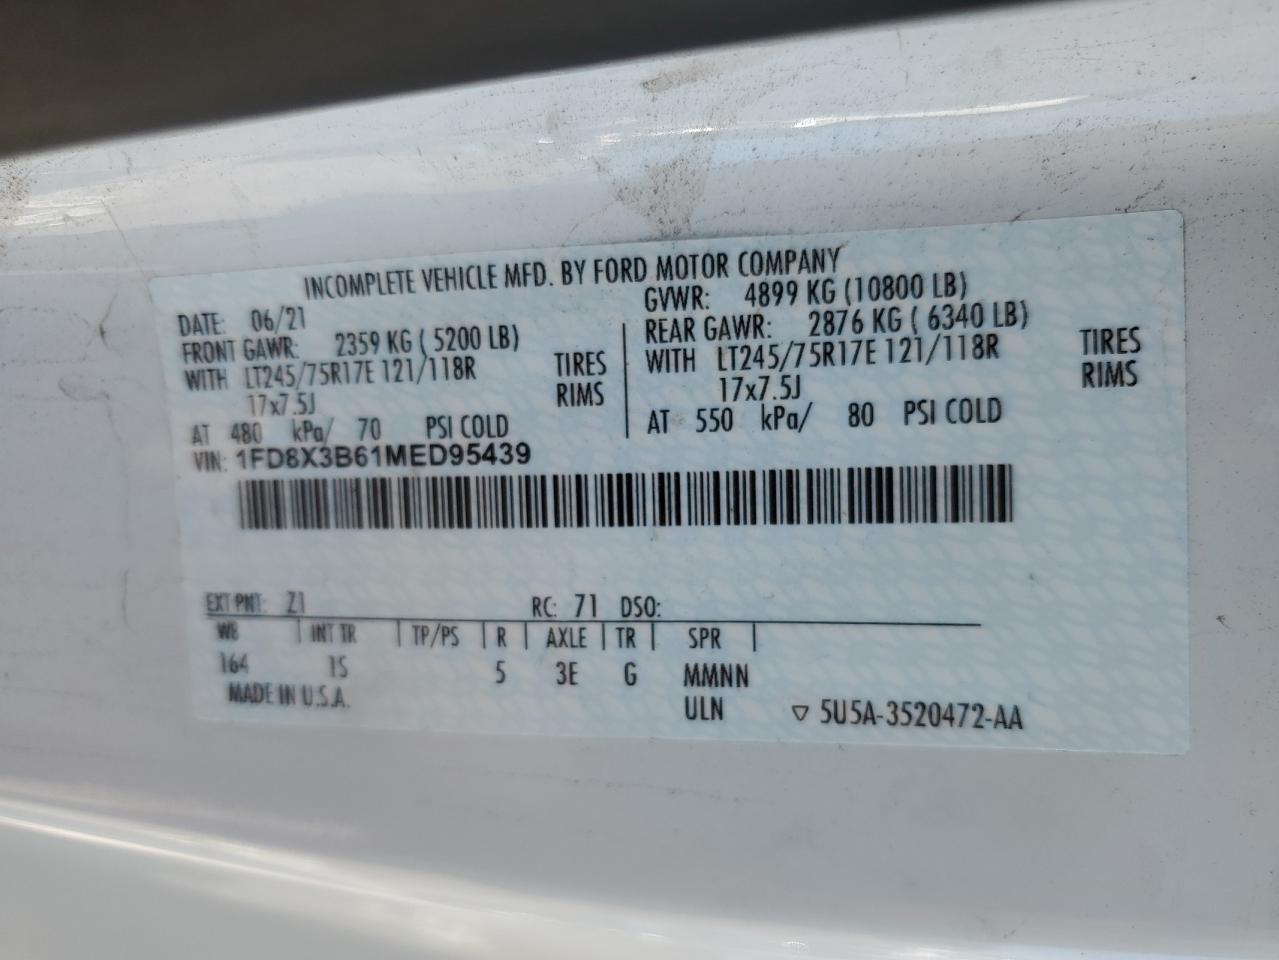 INCOMPLETE VEHICLE MFD. BY FORD MOTOR COMPANY
DATE: 06/21
FRONT GAWR: 2359 KG ( 5200 LB)
WITH LT245/75R17E 121/118R TIRES
17x7.5J RIMS
AT 480 kPa/ 70 PSI COLD
GVWR: 4899 KG (10800 LB)
REAR GAWR: 2876 KG ( 6340 LB)
WITH LT245/75R17E 121/118R TIRES
17x7.5J RIMS
AT 550 kPa/ 80 PSI COLD
VIN: 1FD8X3B61MED95439
EXT PNT: Z1 RC: 71 DSO:
WB INT TR TP/PS R AXLE TR SPR
164 1S 5 3E G MMNN
MADE IN U.S.A. ULN ▽ 5U5A-3520472-AA